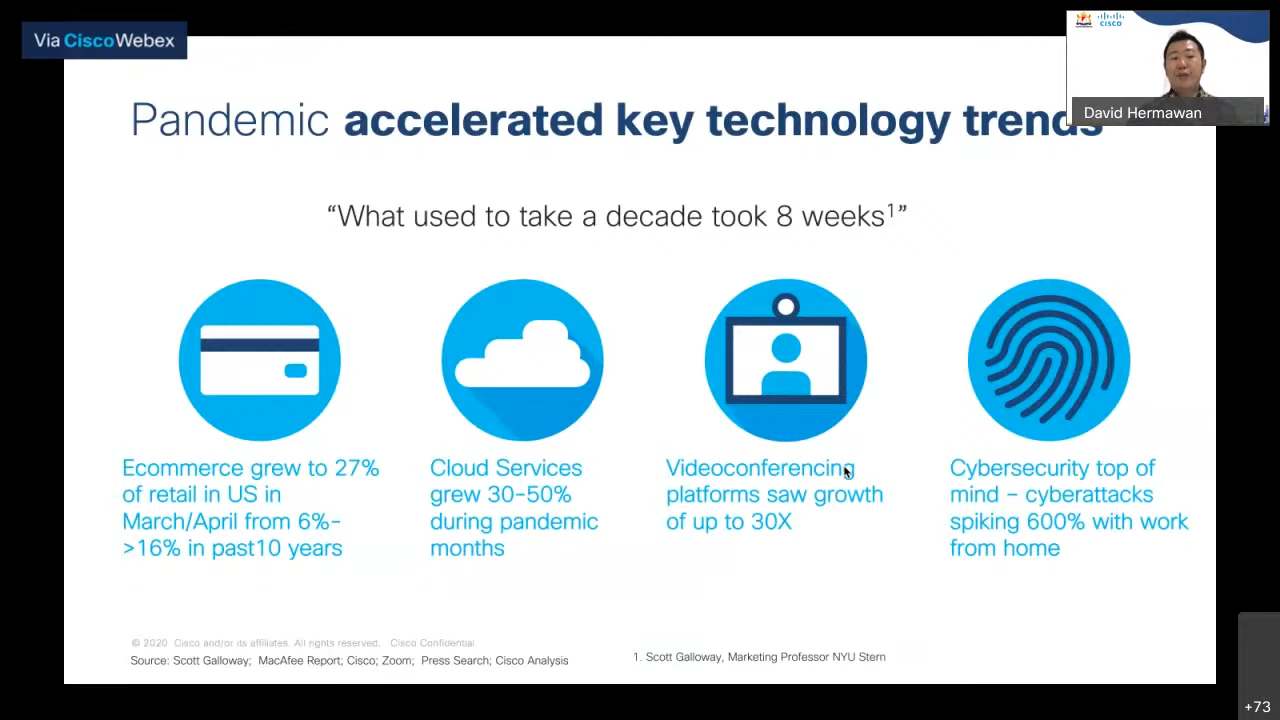 Via CiscoWebex
CISCO
David Hermawan
Pandemic accelerated key technology trends
“What used to take a decade took 8 weeks¹”
Ecommerce grew to 27%
of retail in US in
March/April from 6%-
>16% in past10 years
Cloud Services
grew 30-50%
during pandemic
months
Videoconferencing
platforms saw growth
of up to 30X
Cybersecurity top of
mind – cyberattacks
spiking 600% with work
from home
© 2020 Cisco and/or its affiliates. All rights reserved. Cisco Confidential
Source: Scott Galloway; MacAfee Report; Cisco; Zoom; Press Search; Cisco Analysis
1. Scott Galloway, Marketing Professor NYU Stern
+73